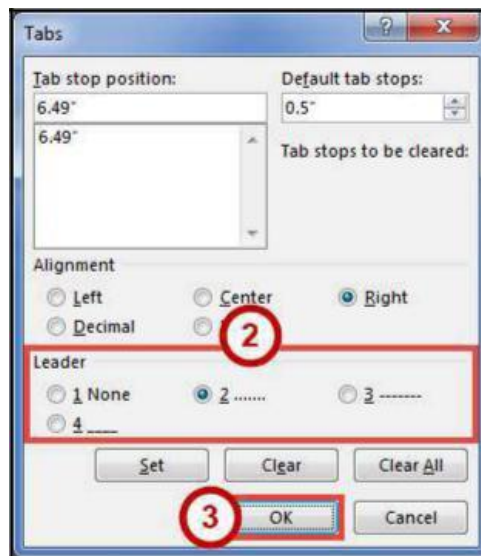 Tabs
Tab stop position:
Default tab stops:
6.49"
0.5"
6.49"
Tab stops to be cleared:
Alignment
Left
Center
Right
Decimal
2
Leader
1 None
2 .......
3 -------
4 ____
Set
Clear
Clear All
3
OK
Cancel